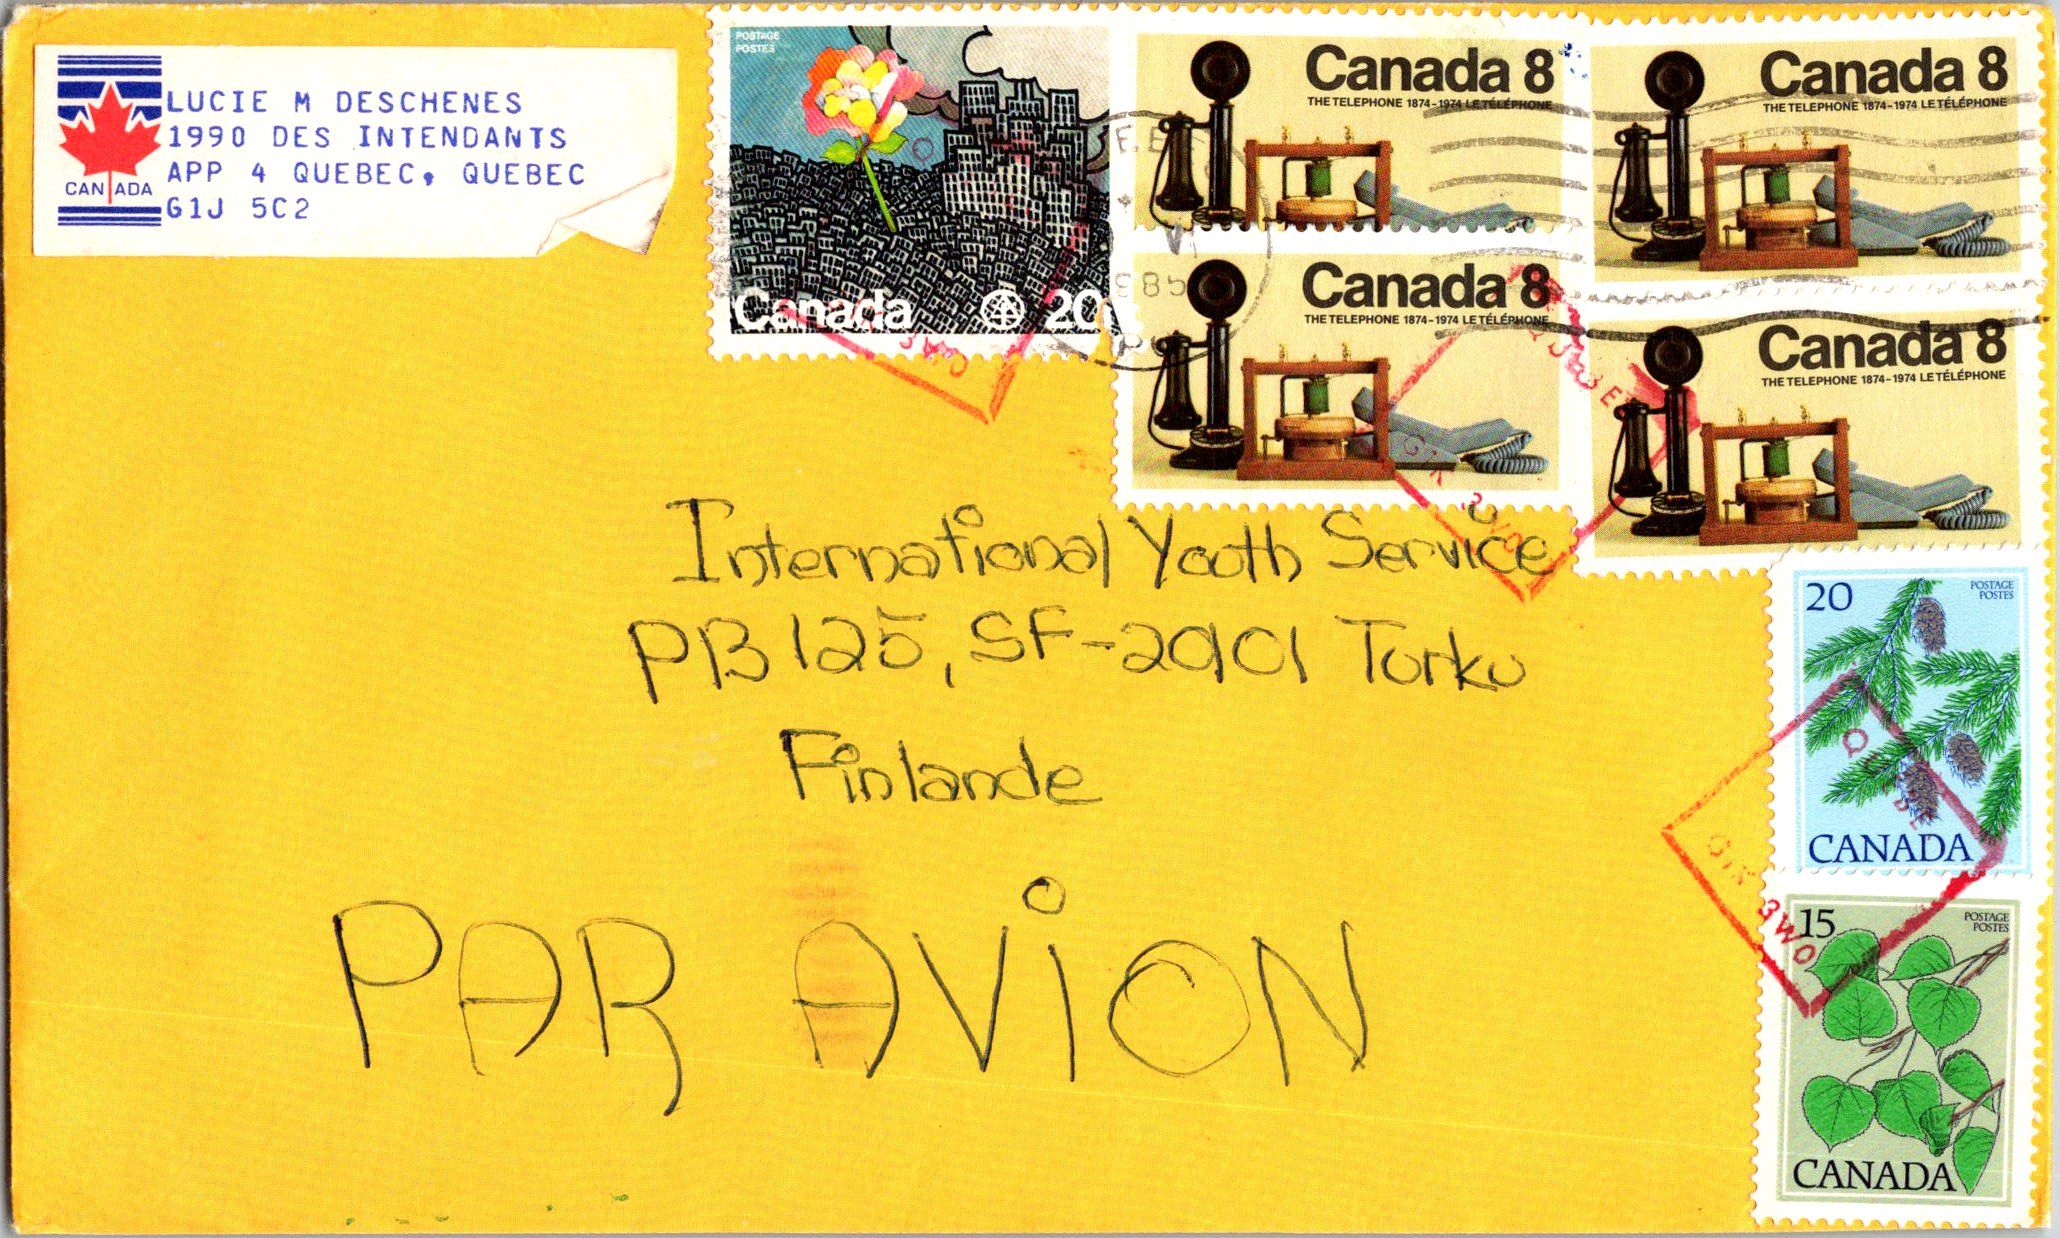 LUCIE M DESCHENES
1990 DES INTENDANTS
APP 4 QUEBEC, QUEBEC
G1J 5C2
CANADA
POSTAGE
POSTES
Canada 20
Canada 8
THE TELEPHONE 1874-1974 LE TÉLÉPHONE
Canada 8
THE TELEPHONE 1874-1974 LE TÉLÉPHONE
Canada 8
THE TELEPHONE 1874-1974 LE TÉLÉPHONE
Canada 8
THE TELEPHONE 1874-1974 LE TÉLÉPHONE
International Youth Service
PB 125, SF-20101 Turku
Finlande
PAR AVION
20
POSTAGE
POSTES
CANADA
G1K 3W0
15
POSTAGE
POSTES
CANADA